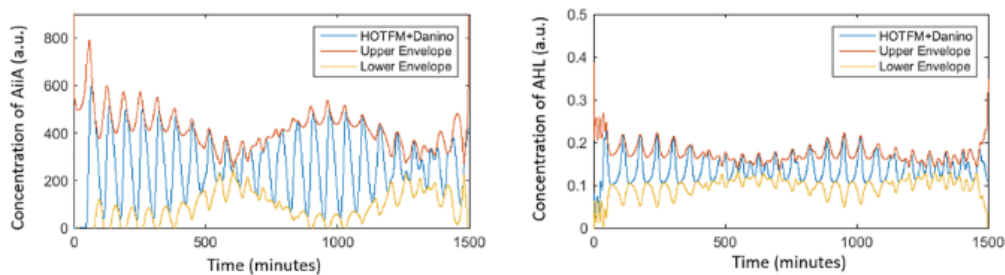 Concentration of AiiA (a.u.)
800
600
400
200
0
0
500
1000
1500
Time (minutes)
HOTFM+Danino
Upper Envelope
Lower Envelope
Concentration of AHL (a.u.)
0.5
0.4
0.3
0.2
0.1
0
0
500
1000
1500
Time (minutes)
HOTFM+Danino
Upper Envelope
Lower Envelope